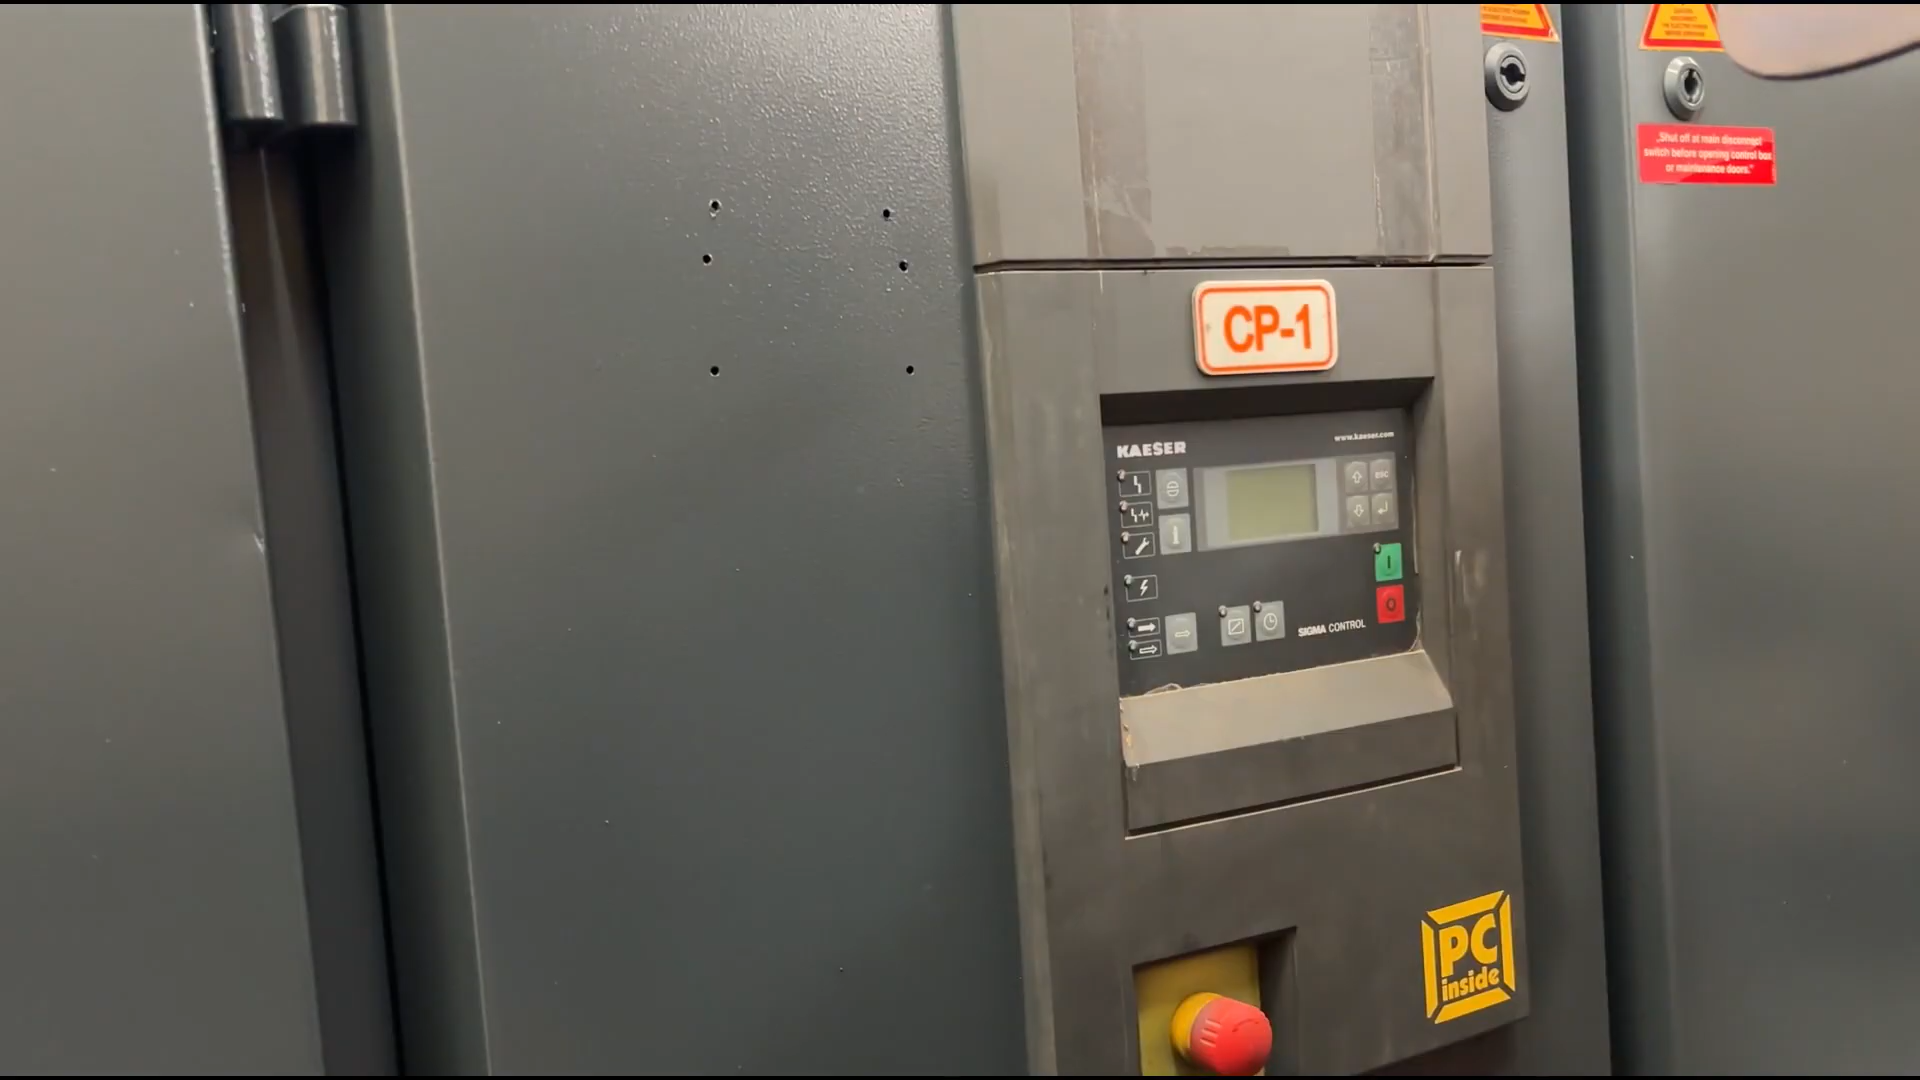 „Shut off at main disconnect
switch before opening control box
or maintenance doors."
CP-1
KAESER
www.kaeser.com
ESC
I
O
SIGMA CONTROL
PC
inside